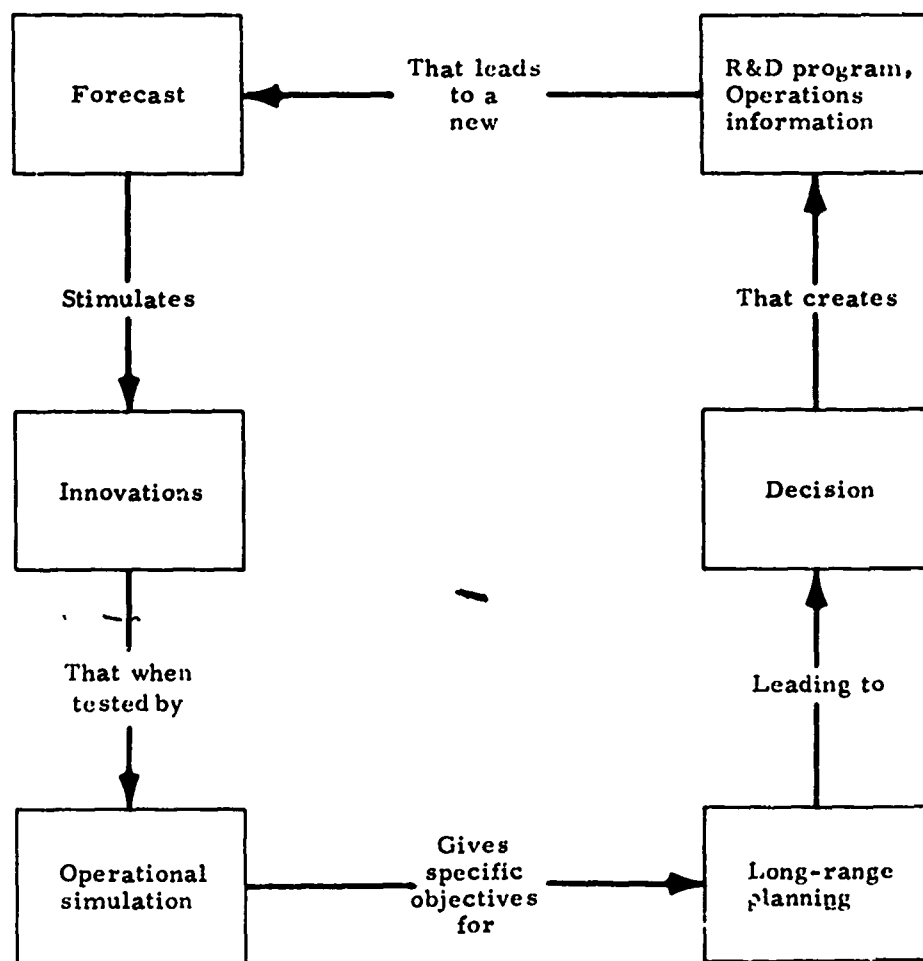 Forecast
That leads
to a
new
R&D program,
Operations
information
Stimulates
That creates
Innovations
Decision
That when
tested by
Leading to
Operational
simulation
Gives
specific
objectives
for
Long-range
planning